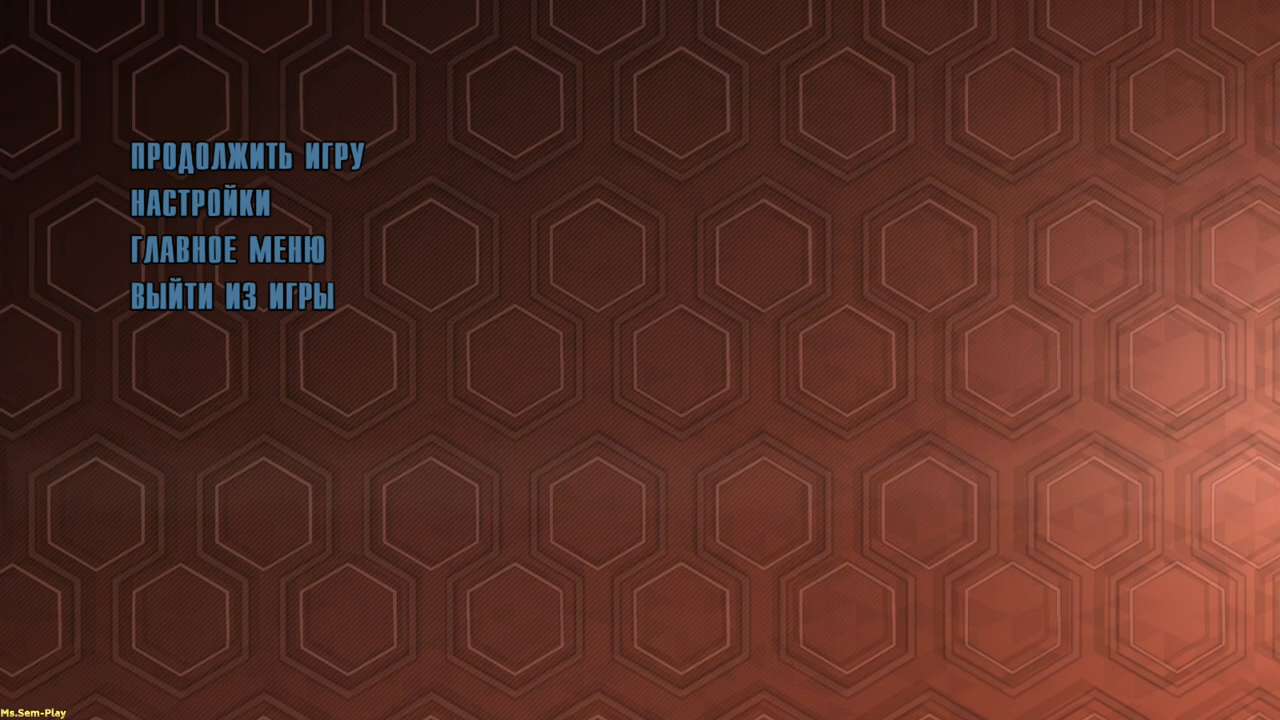 ПРОДОЛЖИТЬ ИГРУ
НАСТРОЙКИ
ГЛАВНОЕ МЕНЮ
ВЫЙТИ ИЗ ИГРЫ
Ms.Sem-Play